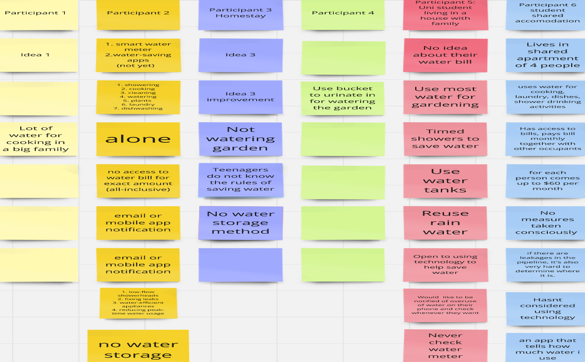 Participant 1
Participant 2
Participant 3
Homestay
Participant 4
Participant 5:
Uni student
living in a
house with
family
Participant 6
student
shared
accomodation
Idea 1
1. smart water
meter
2.water-saving
apps
(not yet)
Idea 3
No idea
about their
water bill
Lives in
shared
apartment
of 4 people
1. showering
2. cooking
3. cleaning
4. watering
5. plants
6. laundry
7. dishwashing
Idea 3
improvement
Use bucket
to urinate in
for watering
the garden
Use most
water for
gardening
uses water for
cooking,
laundry, dishes,
shower drinking
activities
Lot of
water for
cooking in
a big family
alone
Not
watering
garden
Timed
showers to
save water
Has access to
bills, pays bill
monthly
together with
other occupants
no access to
water bill for
exact amount
(all-inclusive)
Teenagers
do not know
the rules of
saving water
Use
water
tanks
for each
person comes
up to $60 per
month
email or
mobile app
notification
No water
storage
method
Reuse
rain
water
No
measures
taken
consciously
email or
mobile app
notification
Open to using
technology to
help save
water
if there are
leakages in the
pipeline, it's also
very hard to
determine where
it is.
1. low-flow
showerheads
2. fixing leaks
3. water-efficient
appliances
4. reducing peak-
time water usage
Would like to be
notified of overuse
of water on their
phone and check
whenever they want
Hasnt
considered
using
technology
no water
storage
Never
check
water
meter
an app that
tells how
much water i
use